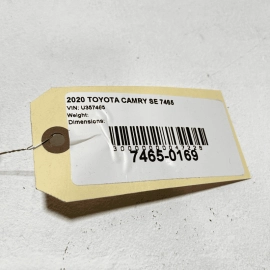 2020 TOYOTA CAMRY SE 7465
VIN: U357465
Weight:
Dimensions:
7465-0169